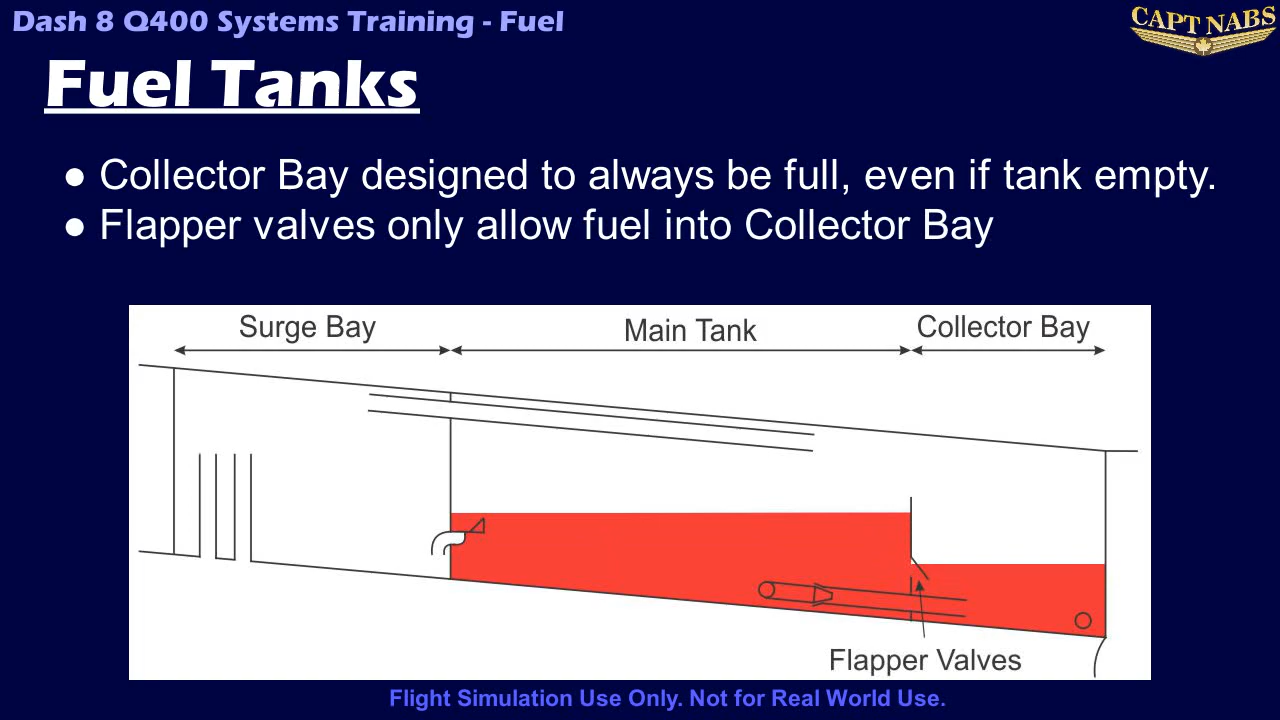 Dash 8 Q400 Systems Training - Fuel
CAPT NABS
Fuel Tanks
● Collector Bay designed to always be full, even if tank empty.
● Flapper valves only allow fuel into Collector Bay
Surge Bay
Main Tank
Collector Bay
Flapper Valves
Flight Simulation Use Only. Not for Real World Use.